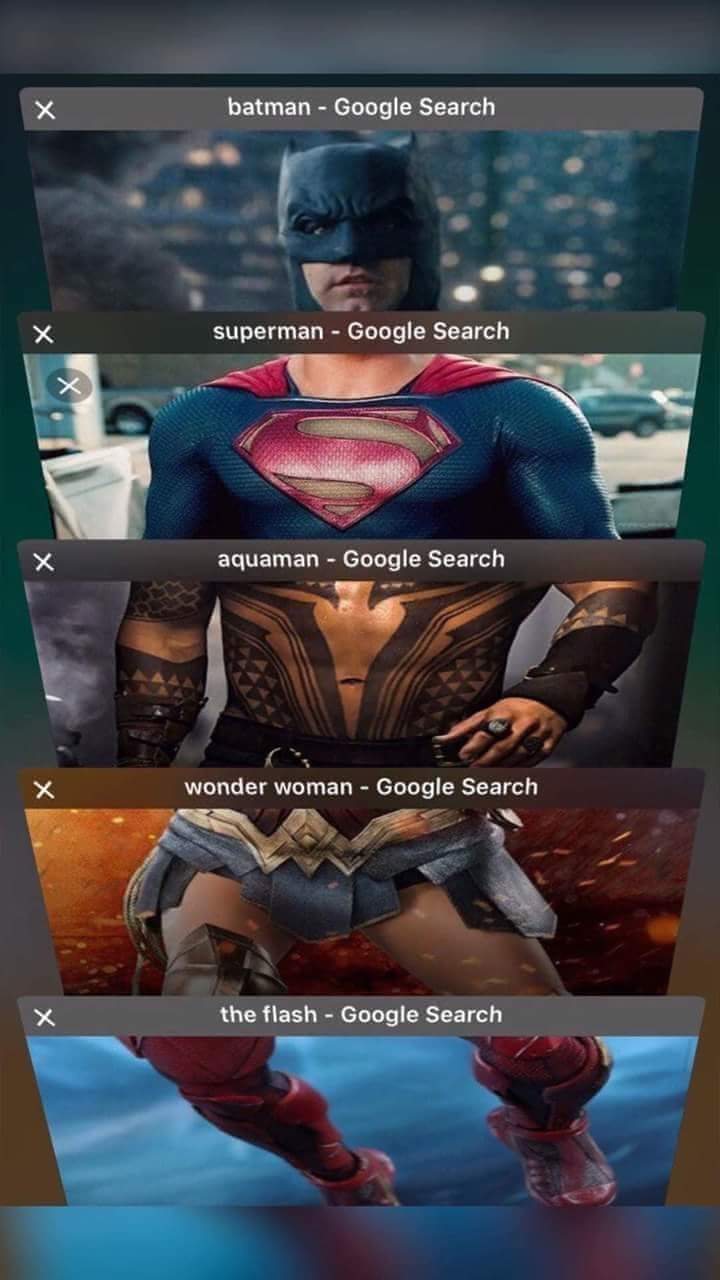 batman - Google Search
superman - Google Search
aquaman - Google Search
wonder woman - Google Search
the flash - Google Search